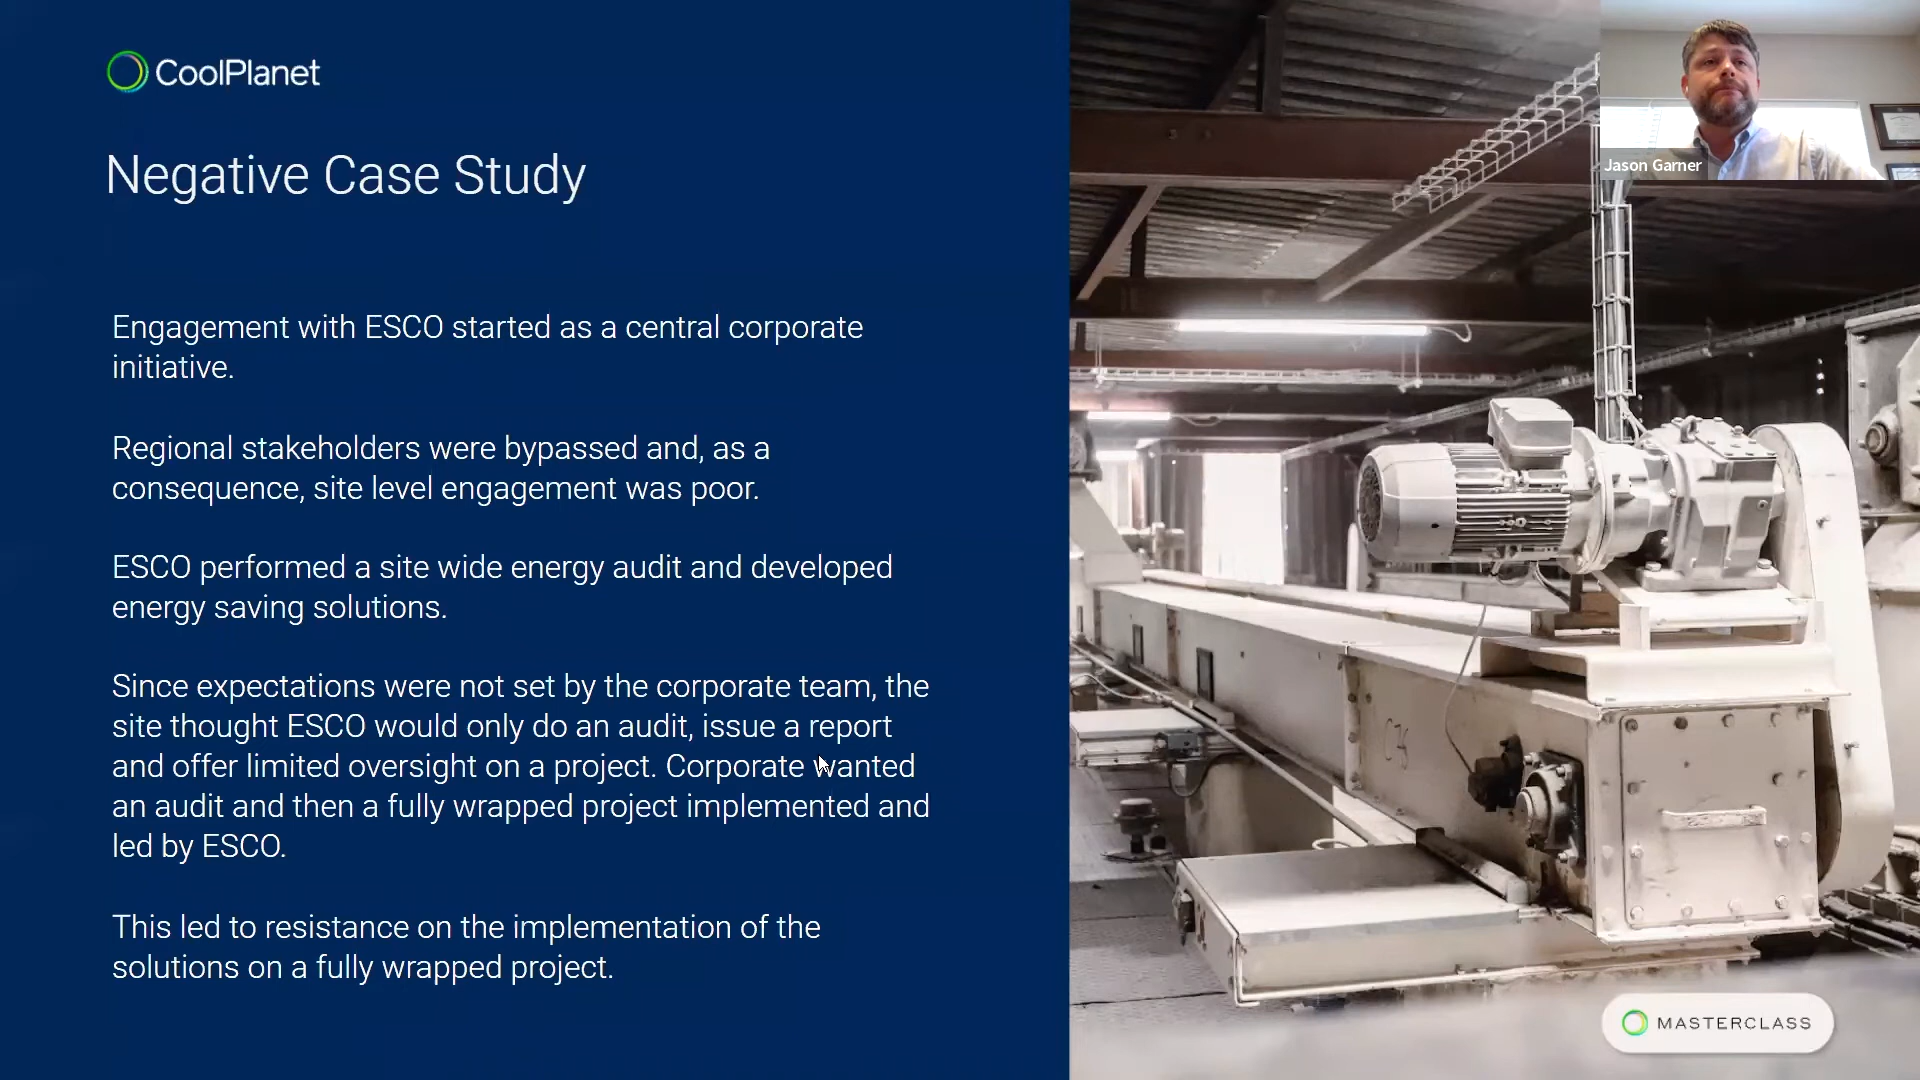 CoolPlanet
Negative Case Study
Engagement with ESCO started as a central corporate
initiative.
Regional stakeholders were bypassed and, as a
consequence, site level engagement was poor.
ESCO performed a site wide energy audit and developed
energy saving solutions.
Since expectations were not set by the corporate team, the
site thought ESCO would only do an audit, issue a report
and offer limited oversight on a project. Corporate wanted
an audit and then a fully wrapped project implemented and
led by ESCO.
This led to resistance on the implementation of the
solutions on a fully wrapped project.
Jason Garner
MASTERCLASS